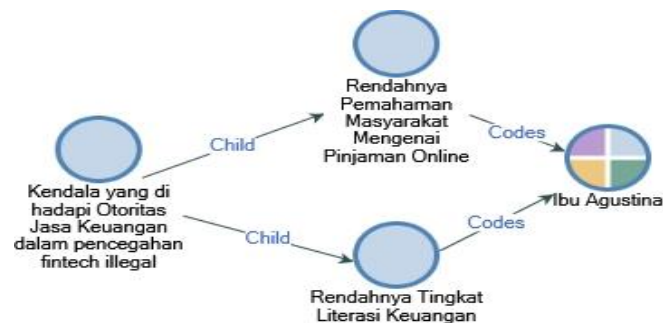 Rendahnya
Pemahaman
Masyarakat
Mengenai
Pinjaman Online
Child
Codes
Kendala yang di
hadapi Otoritas
Jasa Keuangan
dalam pencegahan
fintech illegal
Ibu Agustina
Child
Codes
Rendahnya Tingkat
Literasi Keuangan